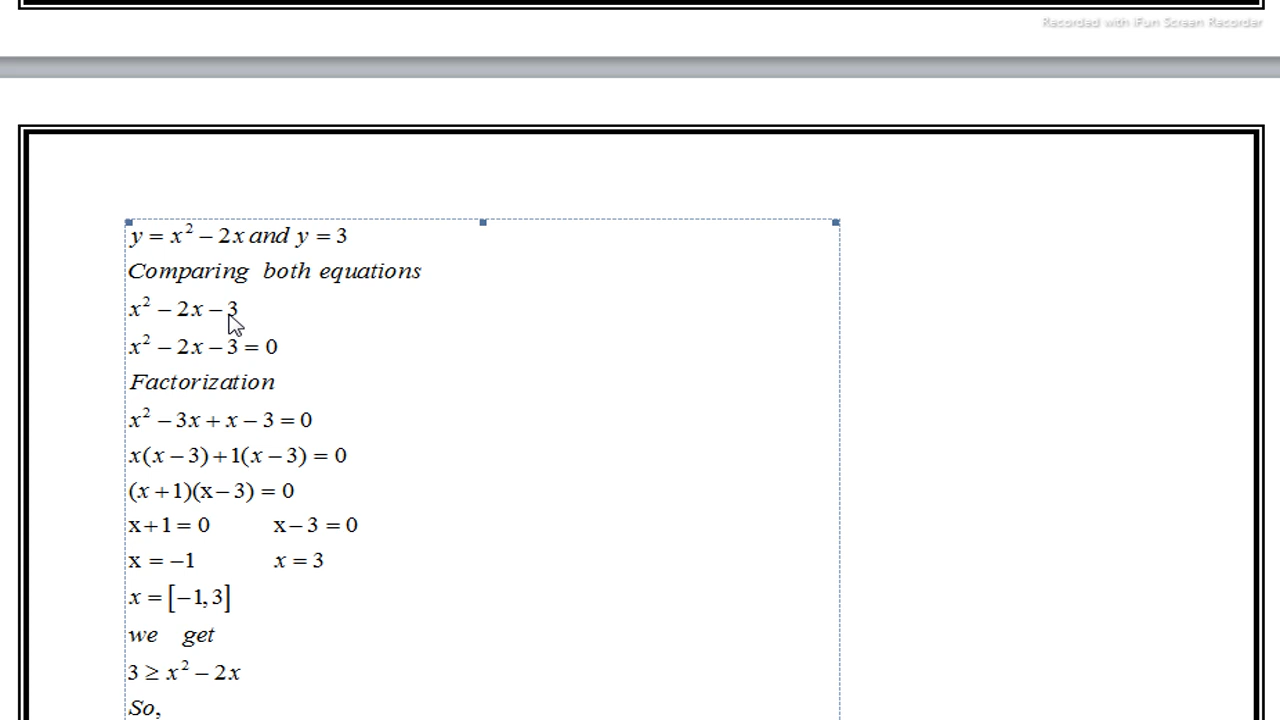 Recorded with iFun Screen Recorder
y = x² − 2x and y = 3
Comparing both equations
x² − 2x − 3
x² − 2x − 3 = 0
Factorization
x² − 3x + x − 3 = 0
x(x − 3) + 1(x − 3) = 0
(x + 1)(x − 3) = 0
x + 1 = 0 x − 3 = 0
x = −1 x = 3
x = [−1, 3]
we get
3 ≥ x² − 2x
So,